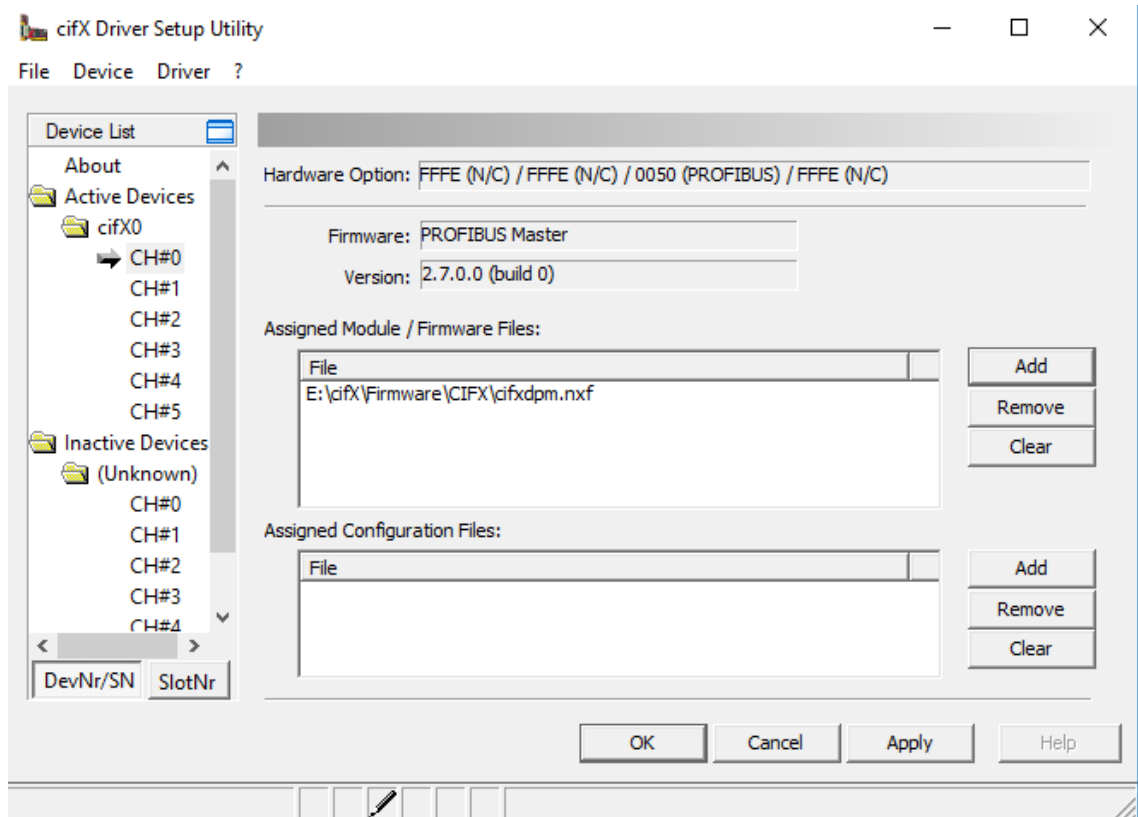 cifX Driver Setup Utility
File Device Driver ?
Device List
About
Active Devices
cifX0
CH#0
CH#1
CH#2
CH#3
CH#4
CH#5
Inactive Devices
(Unknown)
CH#0
CH#1
CH#2
CH#3
CH#4
DevNr/SN SlotNr
Hardware Option: FFFE (N/C) / FFFE (N/C) / 0050 (PROFIBUS) / FFFE (N/C)
Firmware: PROFIBUS Master
Version: 2.7.0.0 (build 0)
Assigned Module / Firmware Files:
File
E:\cifX\Firmware\CIFX\cifxdpm.nxf
Add
Remove
Clear
Assigned Configuration Files:
File
Add
Remove
Clear
OK Cancel Apply Help